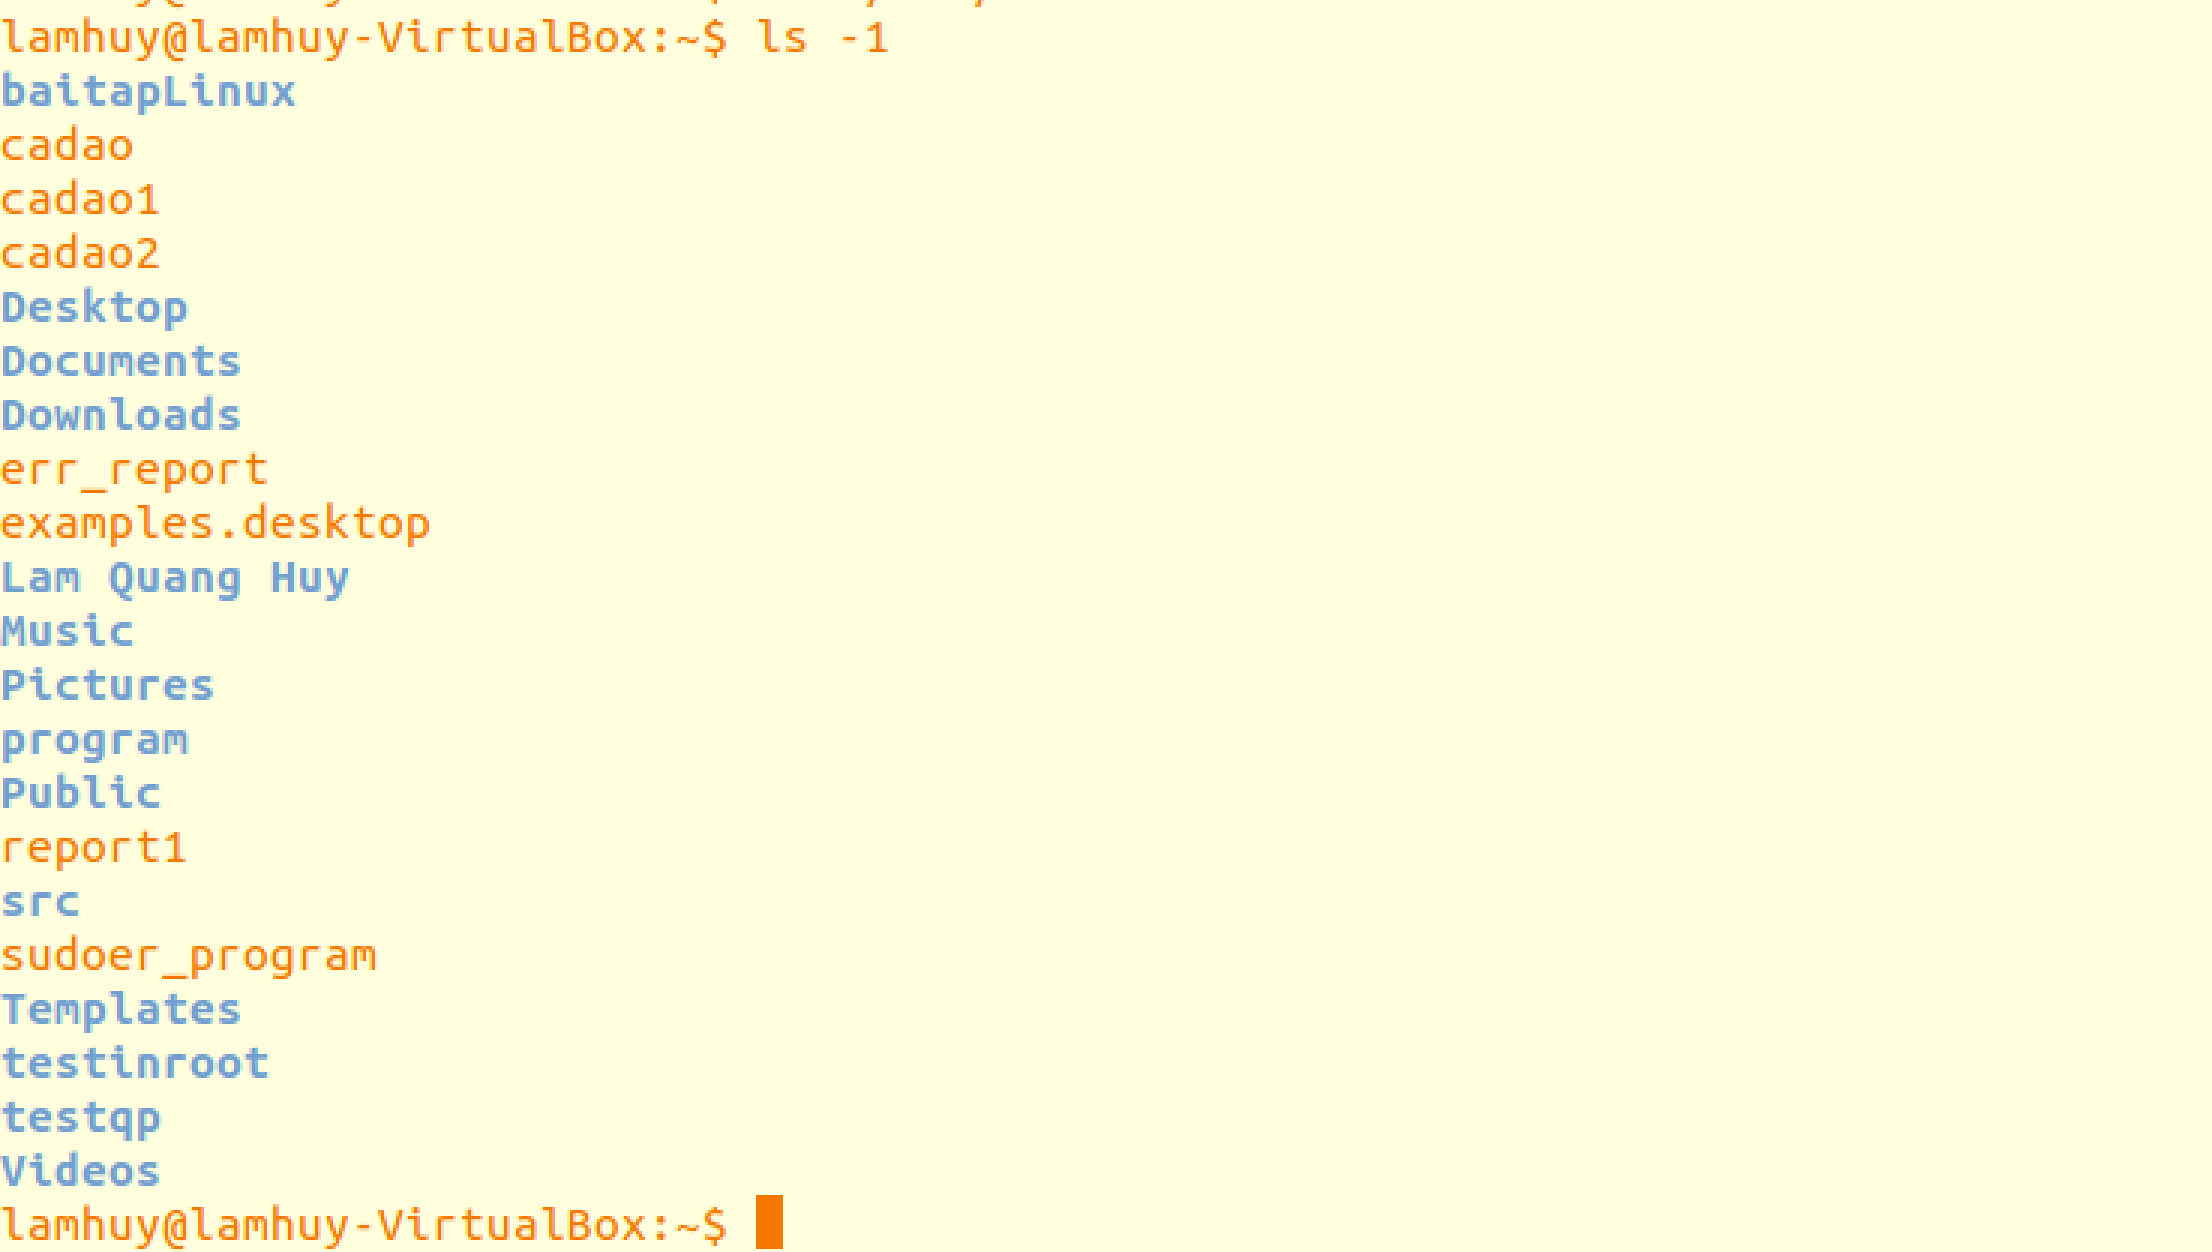 lamhuy@lamhuy-VirtualBox:~$ ls -1
baitapLinux
cadao
cadao1
cadao2
Desktop
Documents
Downloads
err_report
examples.desktop
Lam Quang Huy
Music
Pictures
program
Public
report1
src
sudoer_program
Templates
testinroot
testqp
Videos
lamhuy@lamhuy-VirtualBox:~$